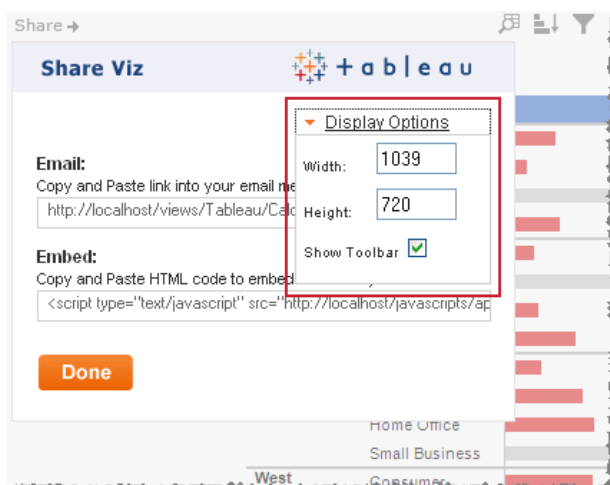 Share →
Share Viz
+ableau
Display Options
Width: 1039
Height: 720
Show Toolbar
Email:
Copy and Paste link into your email me
http://localhost/views/Tableau/Calc
Embed:
Copy and Paste HTML code to embed
<script type="text/javascript" src="http://localhost/javascripts/ap
Done
Home Office
Small Business
West
Consumer